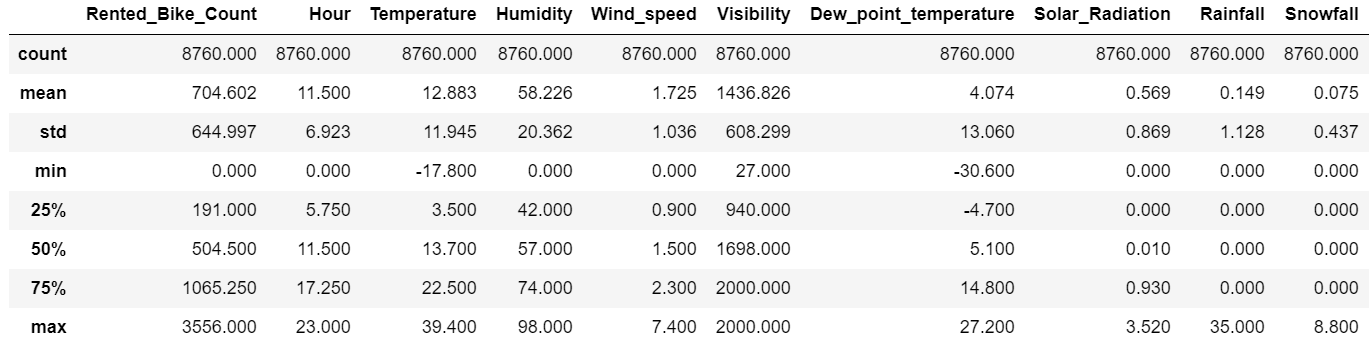 Rented_Bike_Count Hour Temperature Humidity Wind_speed Visibility Dew_point_temperature Solar_Radiation Rainfall Snowfall
count 8760.000 8760.000 8760.000 8760.000 8760.000 8760.000 8760.000 8760.000 8760.000 8760.000
mean 704.602 11.500 12.883 58.226 1.725 1436.826 4.074 0.569 0.149 0.075
std 644.997 6.923 11.945 20.362 1.036 608.299 13.060 0.869 1.128 0.437
min 0.000 0.000 -17.800 0.000 0.000 27.000 -30.600 0.000 0.000 0.000
25% 191.000 5.750 3.500 42.000 0.900 940.000 -4.700 0.000 0.000 0.000
50% 504.500 11.500 13.700 57.000 1.500 1698.000 5.100 0.010 0.000 0.000
75% 1065.250 17.250 22.500 74.000 2.300 2000.000 14.800 0.930 0.000 0.000
max 3556.000 23.000 39.400 98.000 7.400 2000.000 27.200 3.520 35.000 8.800